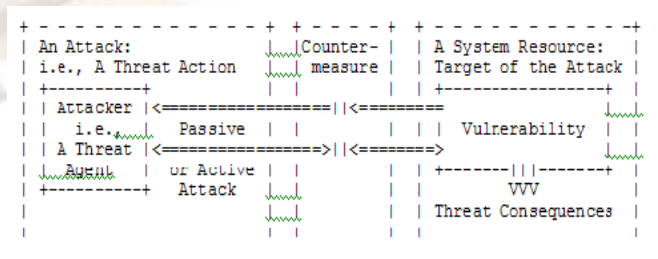 + - - - - - - - - - - - - + + - - - - + + - - - - - - - - - - -+
| An Attack: | |Counter- | | A System Resource: |
| i.e., A Threat Action | | measure | | Target of the Attack |
| +----------+ | | | | +-----------------+ |
| | Attacker |<==================||<=========
| | i.e., | Passive | | | | | Vulnerability | |
| | A Threat |<=================>||<========>
| | Agent | or Active | | | | +-------|||-------+ |
| +----------+ Attack | | | | VVV |
| | | | | Threat Consequences |